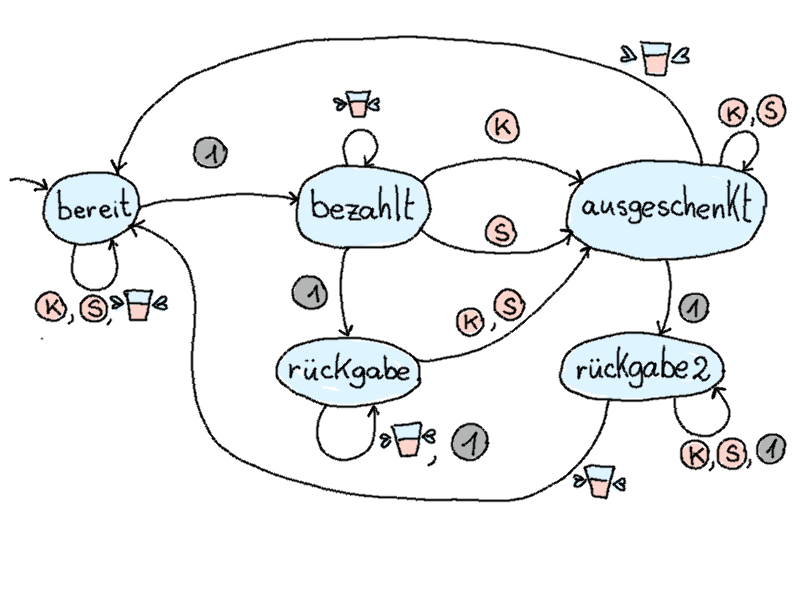 K, S
K
1
bereit
bezahlt
ausgeschenkt
S
1
K, S
1
K, S,
rückgabe
rückgabe2
, 1
K, S, 1